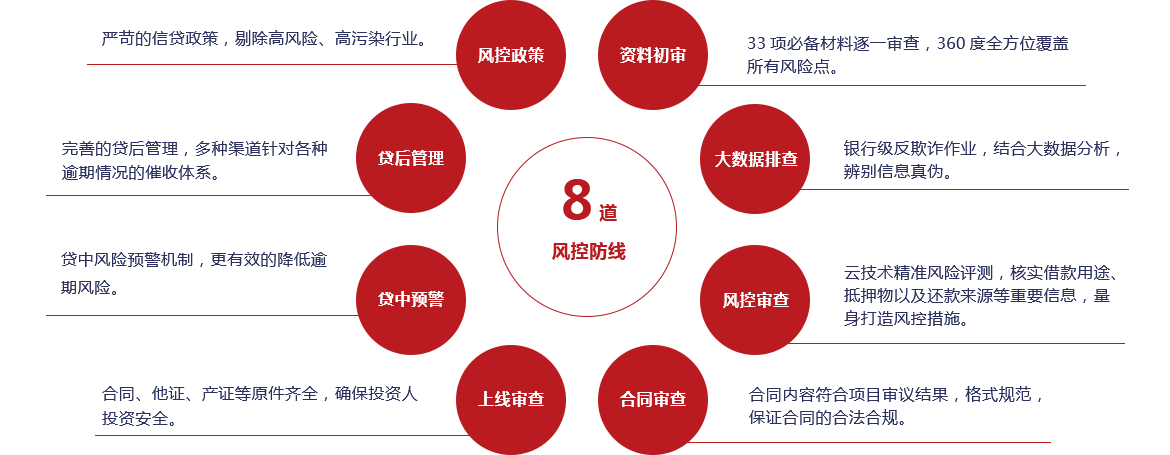 严苛的信贷政策，剔除高风险、高污染行业。
风控政策
资料初审
33 项必备材料逐一审查，360 度全方位覆盖
所有风险点。
完善的贷后管理，多种渠道针对各种
逾期情况的催收体系。
贷后管理
大数据排查
银行级反欺诈作业，结合大数据分析，
辨别信息真伪。
8 道
风控防线
贷中风险预警机制，更有效的降低逾
期风险。
贷中预警
风控审查
云技术精准风险评测，核实借款用途、
抵押物以及还款来源等重要信息，量
身打造风控措施。
合同、他证、产证等原件齐全，确保投资人
投资安全。
上线审查
合同审查
合同内容符合项目审议结果，格式规范，
保证合同的合法合规。